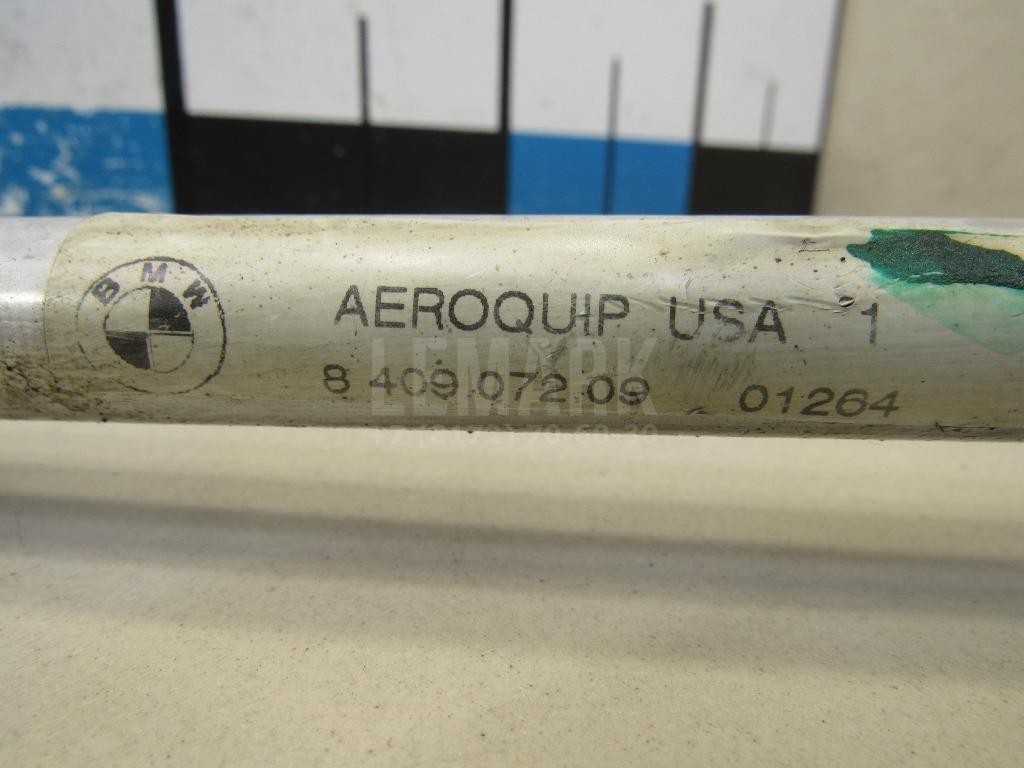 BMW
AEROQUIP USA 1
8 409 072.09 01264
LEMARK